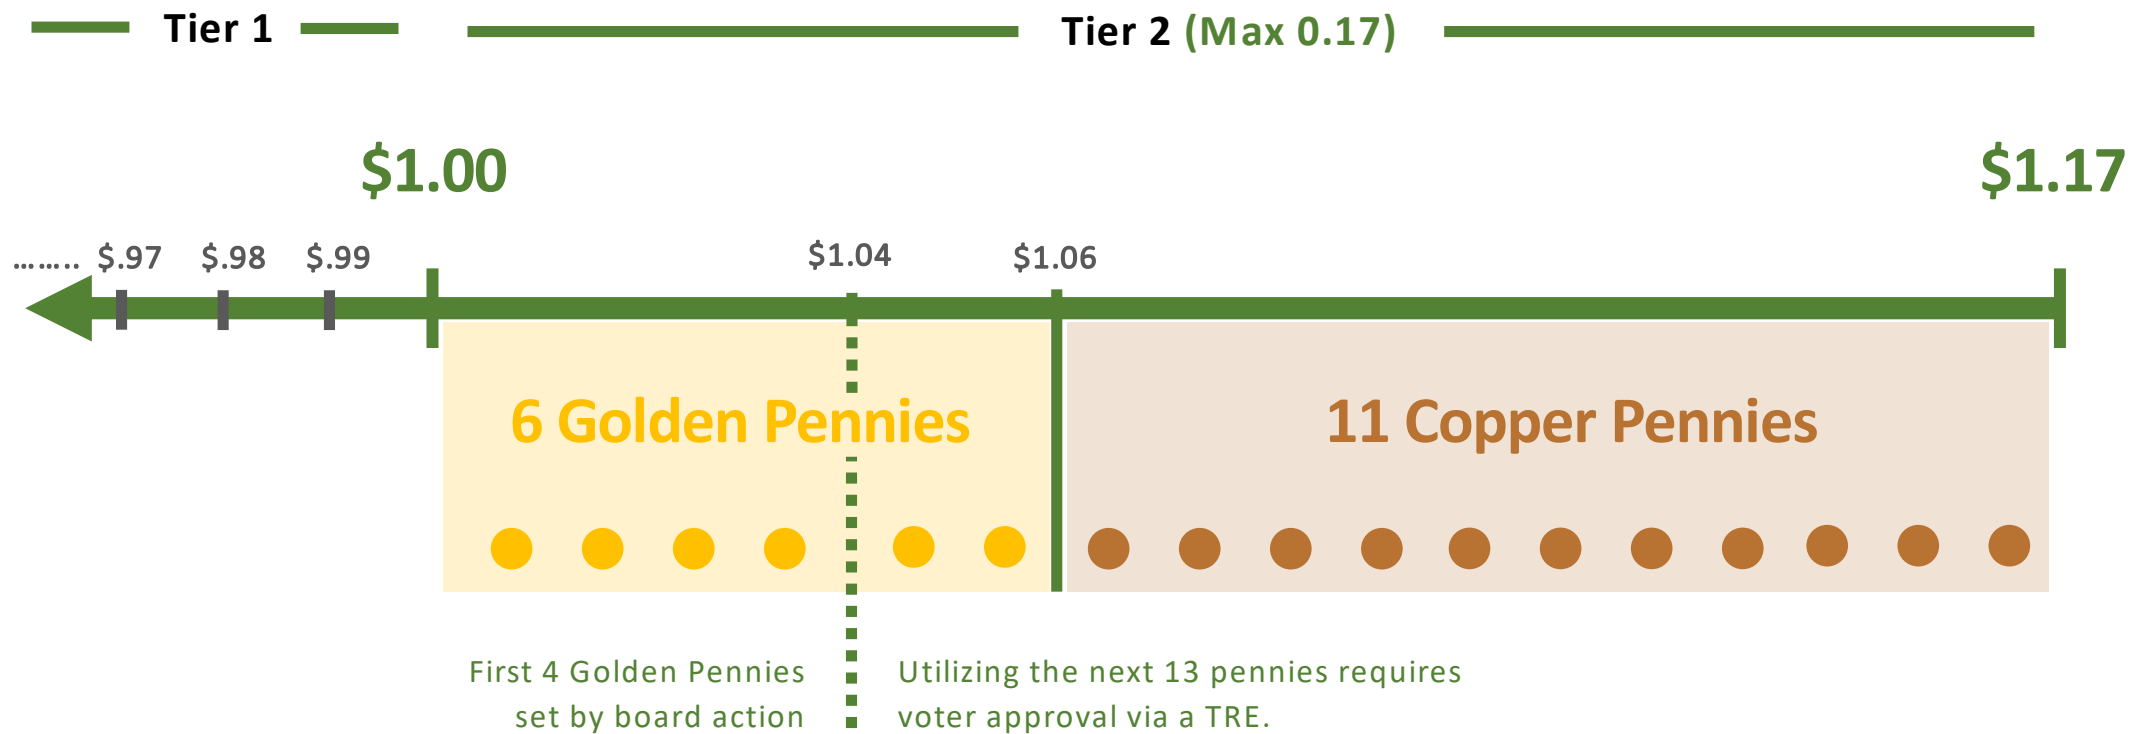 Tier 1
Tier 2 (Max 0.17)
$1.00
$1.17
........ $.97 $.98 $.99
$1.04
$1.06
6 Golden Pennies
11 Copper Pennies
First 4 Golden Pennies
set by board action
Utilizing the next 13 pennies requires
voter approval via a TRE.